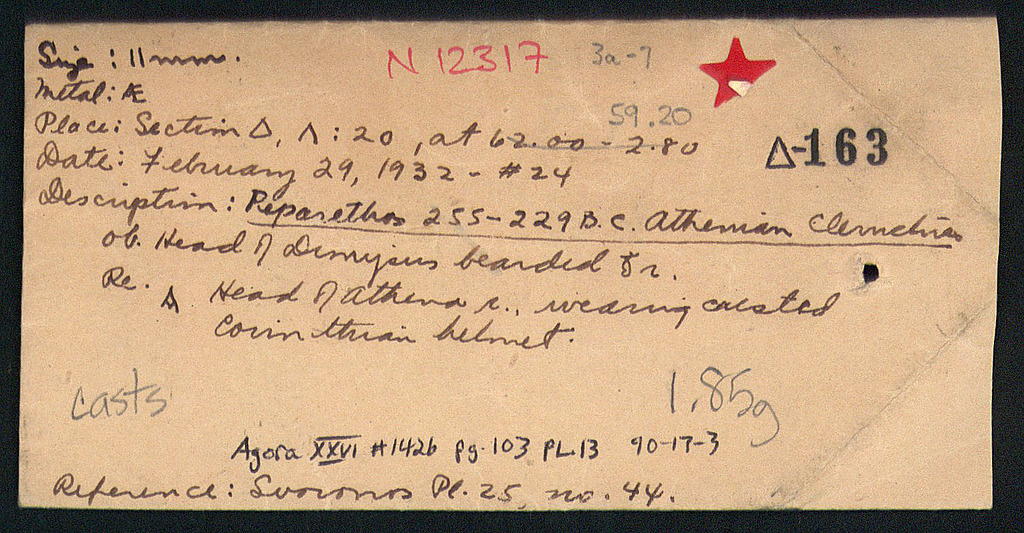 Size : 11 mm.
N 12317
3a-7
Metal: Æ
59.20
Place: Section Δ, Λ : 20 , at 62.00 - 2.80
Δ-163
Date: February 29, 1932 - #24
Description: Peparethos 255-229 B.C. Athenian Cleruchies
ob. Head of Dionysus bearded to r.
Re. Head of Athena r., wearing crested
Corinthian helmet.
casts
1.85g
Agora XXVI #1426 pg. 103 PL.13 90-17-3
Reference: Svoronos Pl. 25, no. 44.